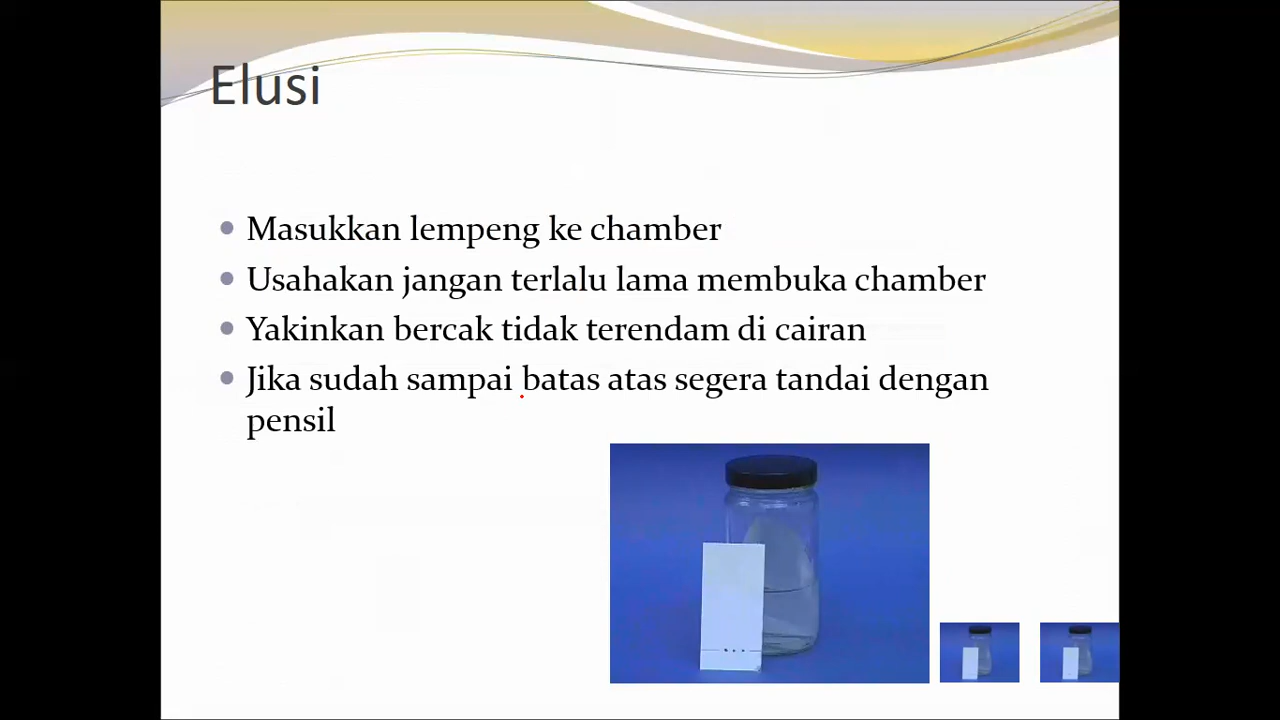 Elusi
Masukkan lempeng ke chamber
Usahakan jangan terlalu lama membuka chamber
Yakinkan bercak tidak terendam di cairan
Jika sudah sampai batas atas segera tandai dengan
pensil